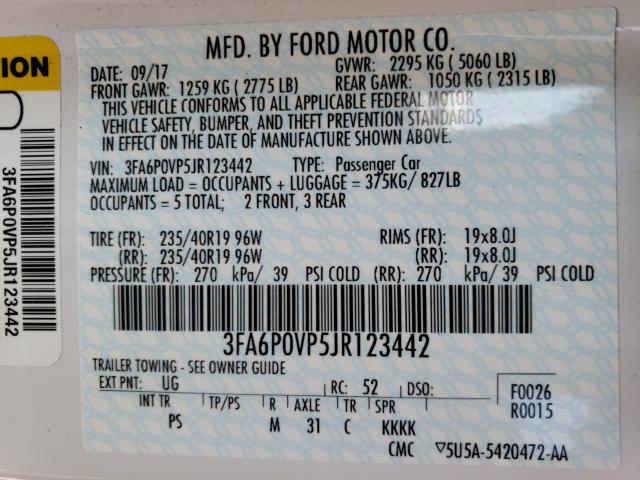 MFD. BY FORD MOTOR CO.
DATE: 09/17 GVWR: 2295 KG ( 5060 LB)
FRONT GAWR: 1259 KG ( 2775 LB) REAR GAWR: 1050 KG ( 2315 LB)
THIS VEHICLE CONFORMS TO ALL APPLICABLE FEDERAL MOTOR
VEHICLE SAFETY, BUMPER, AND THEFT PREVENTION STANDARDS
IN EFFECT ON THE DATE OF MANUFACTURE SHOWN ABOVE.
VIN: 3FA6P0VP5JR123442 TYPE: Passenger Car
MAXIMUM LOAD = OCCUPANTS + LUGGAGE = 375KG/ 827LB
OCCUPANTS = 5 TOTAL; 2 FRONT, 3 REAR
TIRE (FR): 235/40R19 96W RIMS (FR): 19x8.0J
(RR): 235/40R19 96W (RR): 19x8.0J
PRESSURE (FR): 270 kPa/ 39 PSI COLD (RR): 270 kPa/ 39 PSI COLD
3FA6P0VP5JR123442
TRAILER TOWING - SEE OWNER GUIDE
EXT PNT: UG RC: 52 DSO: F0026
INT TR TP/PS R AXLE TR SPR R0015
PS M 31 C KKKK
CMC 5U5A-5420472-AA
ION
3FA6P0VP5JR123442